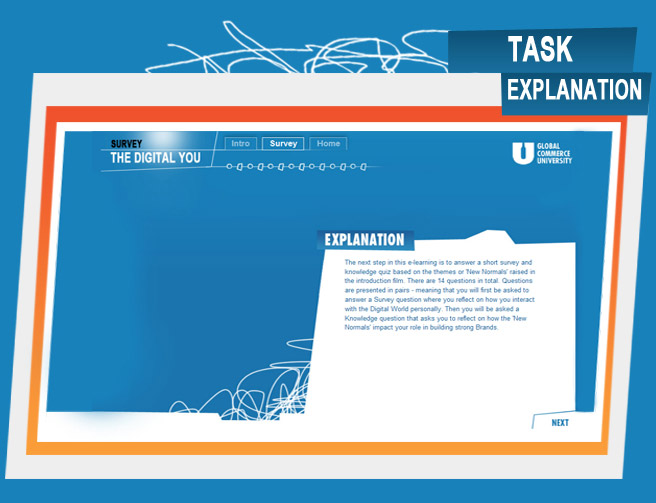 TASK
EXPLANATION
SURVEY
THE DIGITAL YOU
Intro
Survey
Home
GLOBAL
COMMERCE
UNIVERSITY
EXPLANATION
The next step in this e-learning is to answer a short survey and
knowledge quiz based on the themes or 'New Normals' raised in
the introduction film. There are 14 questions in total. Questions
are presented in pairs - meaning that you will first be asked to
answer a Survey question where you reflect on how you interact
with the Digital World personally. Then you will be asked a
Knowledge question that asks you to reflect on how the 'New
Normals' impact your role in building strong Brands.
NEXT